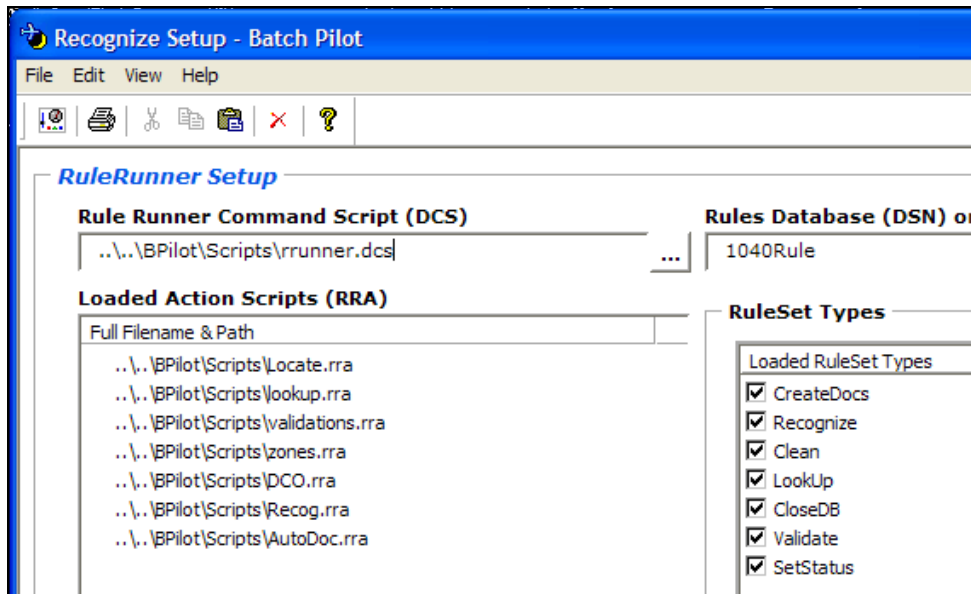 Recognize Setup - Batch Pilot
File Edit View Help
RuleRunner Setup
Rule Runner Command Script (DCS)
..\..\BPilot\Scripts\rrunner.dcs
...
Rules Database (DSN) o
1040Rule
Loaded Action Scripts (RRA)
Full Filename & Path
..\..\BPilot\Scripts\Locate.rra
..\..\BPilot\Scripts\lookup.rra
..\..\BPilot\Scripts\validations.rra
..\..\BPilot\Scripts\zones.rra
..\..\BPilot\Scripts\DCO.rra
..\..\BPilot\Scripts\Recog.rra
..\..\BPilot\Scripts\AutoDoc.rra
RuleSet Types
Loaded RuleSet Types
CreateDocs
Recognize
Clean
LookUp
CloseDB
Validate
SetStatus